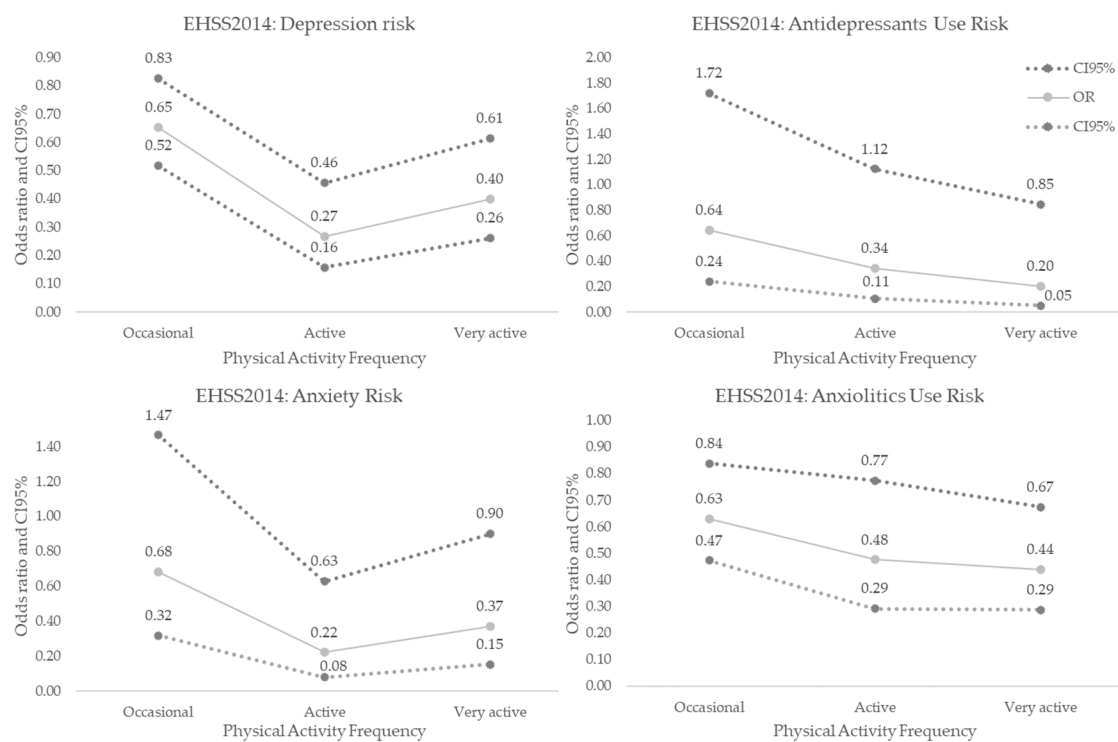 EHSS2014: Depression risk
Odds ratio and CI95%
0.90
0.80
0.70
0.60
0.50
0.40
0.30
0.20
0.10
0.00
0.83
0.65
0.52
0.46
0.27
0.16
0.61
0.40
0.26
Occasional
Active
Very active
Physical Activity Frequency
EHSS2014: Antidepressants Use Risk
Odds ratio and CI95%
2.00
1.80
1.60
1.40
1.20
1.00
0.80
0.60
0.40
0.20
0.00
1.72
0.64
0.24
1.12
0.34
0.11
0.85
0.20
0.05
CI95%
OR
CI95%
Occasional
Active
Very active
Physical Activity Frequency
EHSS2014: Anxiety Risk
Odds ratio and CI95%
1.40
1.20
1.00
0.80
0.60
0.40
0.20
0.00
1.47
0.68
0.32
0.63
0.22
0.08
0.90
0.37
0.15
Occasional
Active
Very active
Physical Activity Frequency
EHSS2014: Anxiolitics Use Risk
Odds ratio and CI95%
1.00
0.90
0.80
0.70
0.60
0.50
0.40
0.30
0.20
0.10
0.00
0.84
0.63
0.47
0.77
0.48
0.29
0.67
0.44
0.29
Occasional
Active
Very active
Physical Activity Frequency